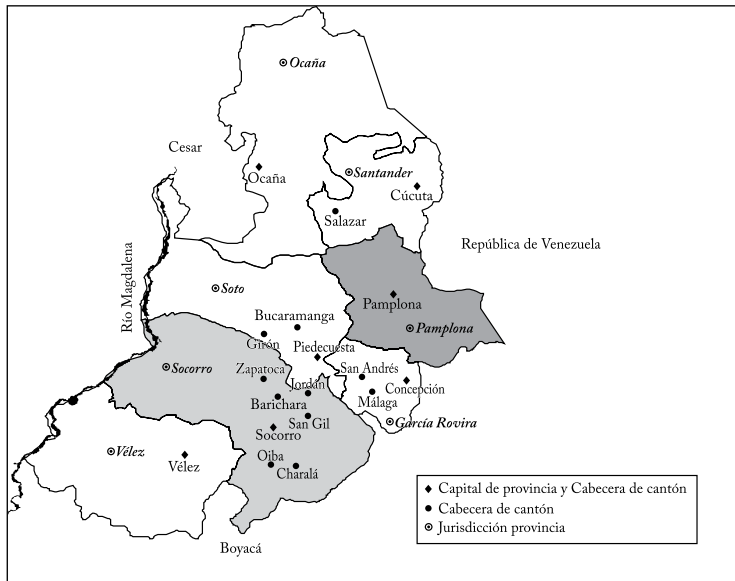 Ocaña
Cesar
Ocaña
Santander
Cúcuta
Salazar
República de Venezuela
Río Magdalena
Soto
Pamplona
Bucaramanga
Pamplona
Girón
Piedecuesta
Socorro
Zapatoca
San Andrés
Jordán
Concepción
Barichara
Málaga
San Gil
García Rovira
Socorro
Vélez
Vélez
Oiba
Charalá
Boyacá
Capital de provincia y Cabecera de cantón
Cabecera de cantón
Jurisdicción provincia